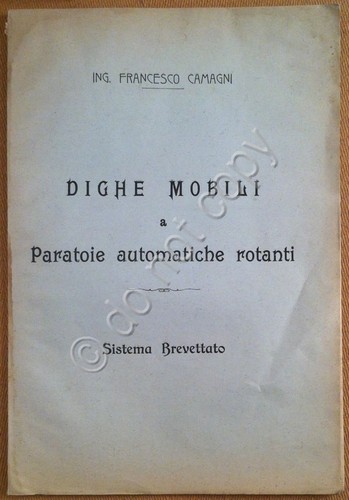 ING. FRANCESCO CAMAGNI
DIGHE MOBILI
a
Paratoie automatiche rotanti
Sistema Brevettato
© do not copy